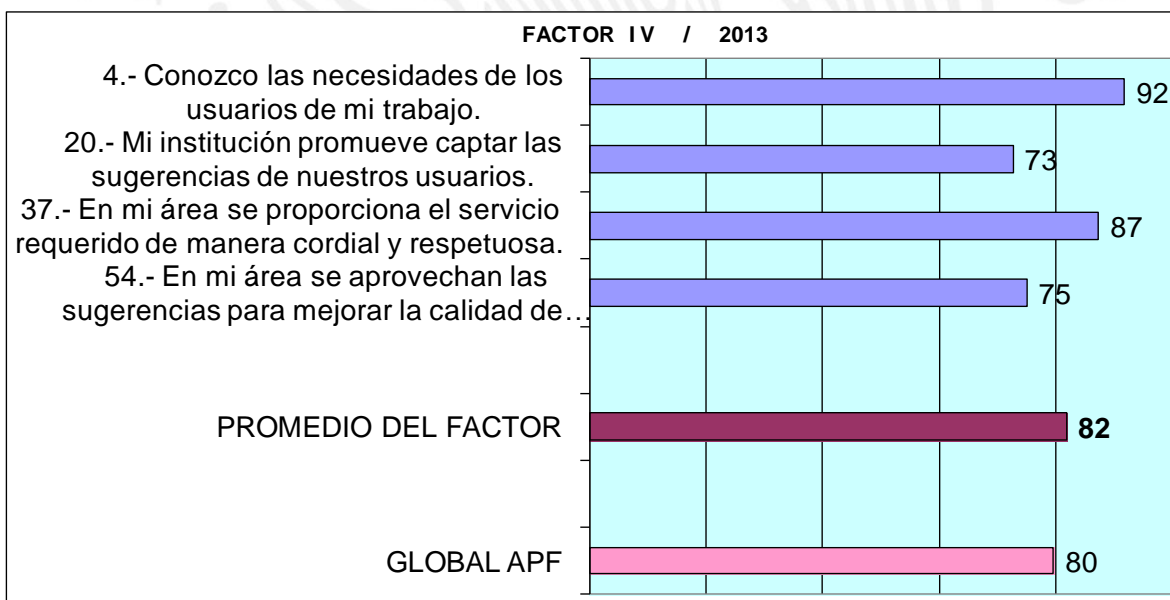 FACTOR IV / 2013
4.- Conozco las necesidades de los
usuarios de mi trabajo.
92
20.- Mi institución promueve captar las
sugerencias de nuestros usuarios.
73
37.- En mi área se proporciona el servicio
requerido de manera cordial y respetuosa.
87
54.- En mi área se aprovechan las
sugerencias para mejorar la calidad de…
75
PROMEDIO DEL FACTOR
82
GLOBAL APF
80